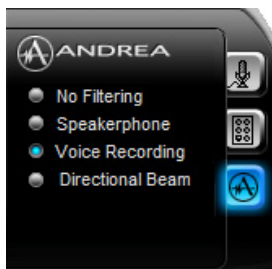 ANDREA
No Filtering
Speakerphone
Voice Recording
Directional Beam